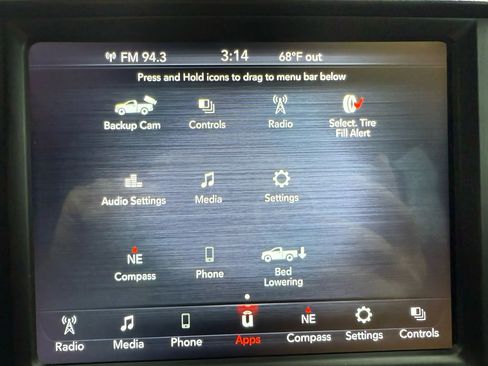 FM 94.3 3:14 68°F out
Press and Hold icons to drag to menu bar below
Backup Cam Controls Radio Select. Tire
Fill Alert
Audio Settings Media Settings
NE
Compass Phone Bed
Lowering
NE
Radio Media Phone Apps Compass Settings Controls